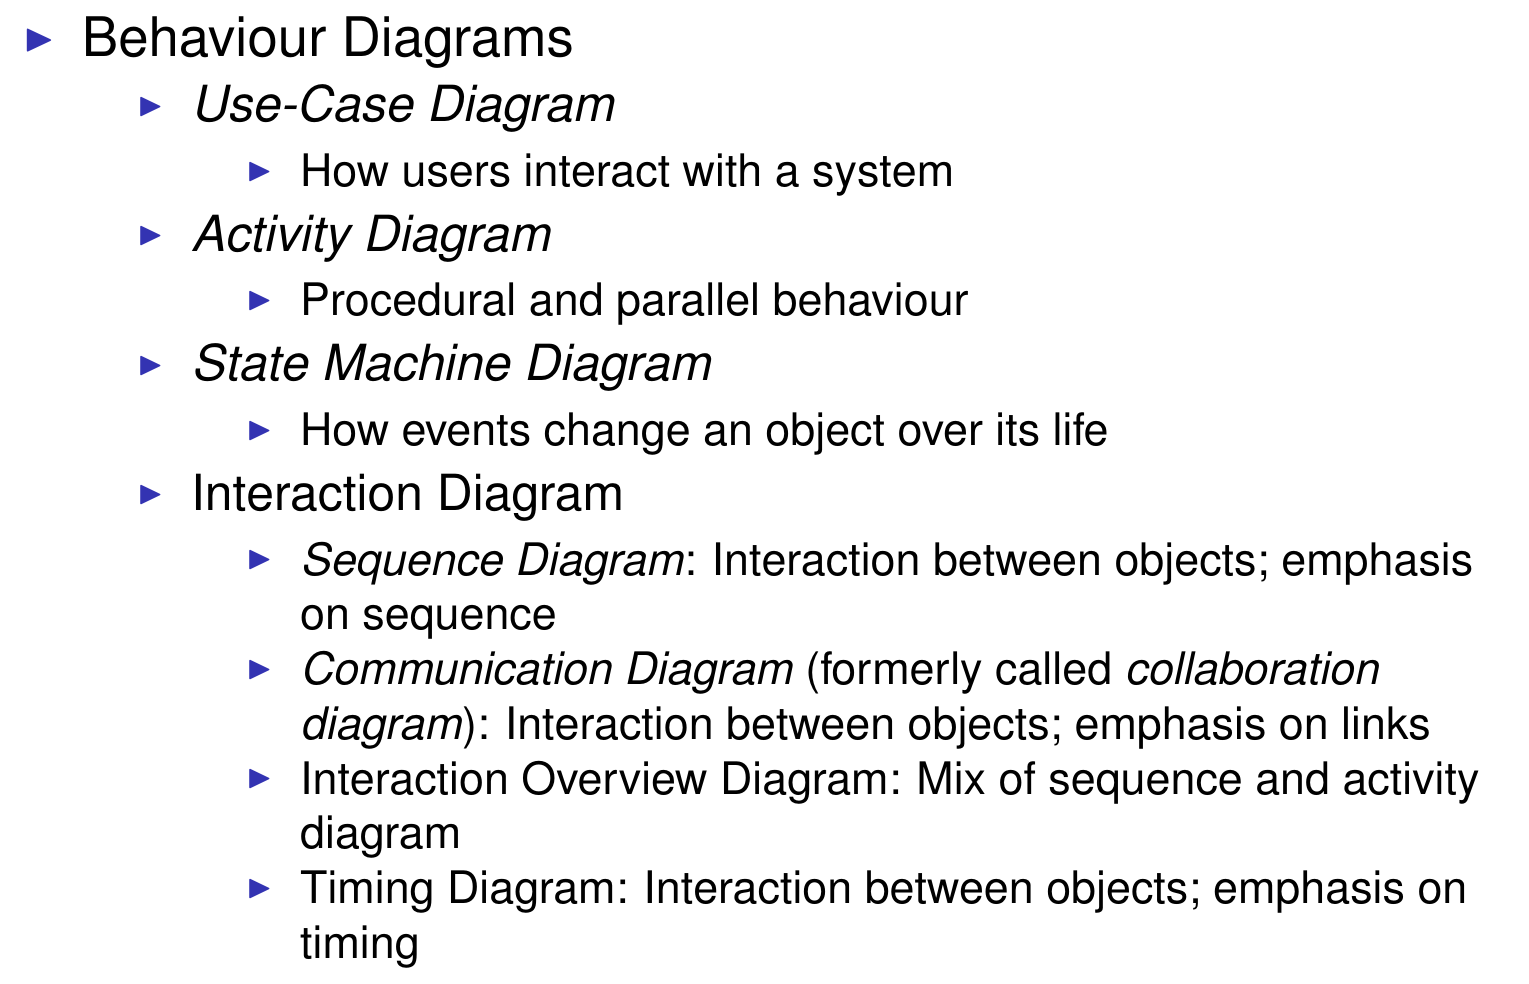 Behaviour Diagrams
Use-Case Diagram
How users interact with a system
Activity Diagram
Procedural and parallel behaviour
State Machine Diagram
How events change an object over its life
Interaction Diagram
Sequence Diagram: Interaction between objects; emphasis
on sequence
Communication Diagram (formerly called collaboration
diagram): Interaction between objects; emphasis on links
Interaction Overview Diagram: Mix of sequence and activity
diagram
Timing Diagram: Interaction between objects; emphasis on
timing